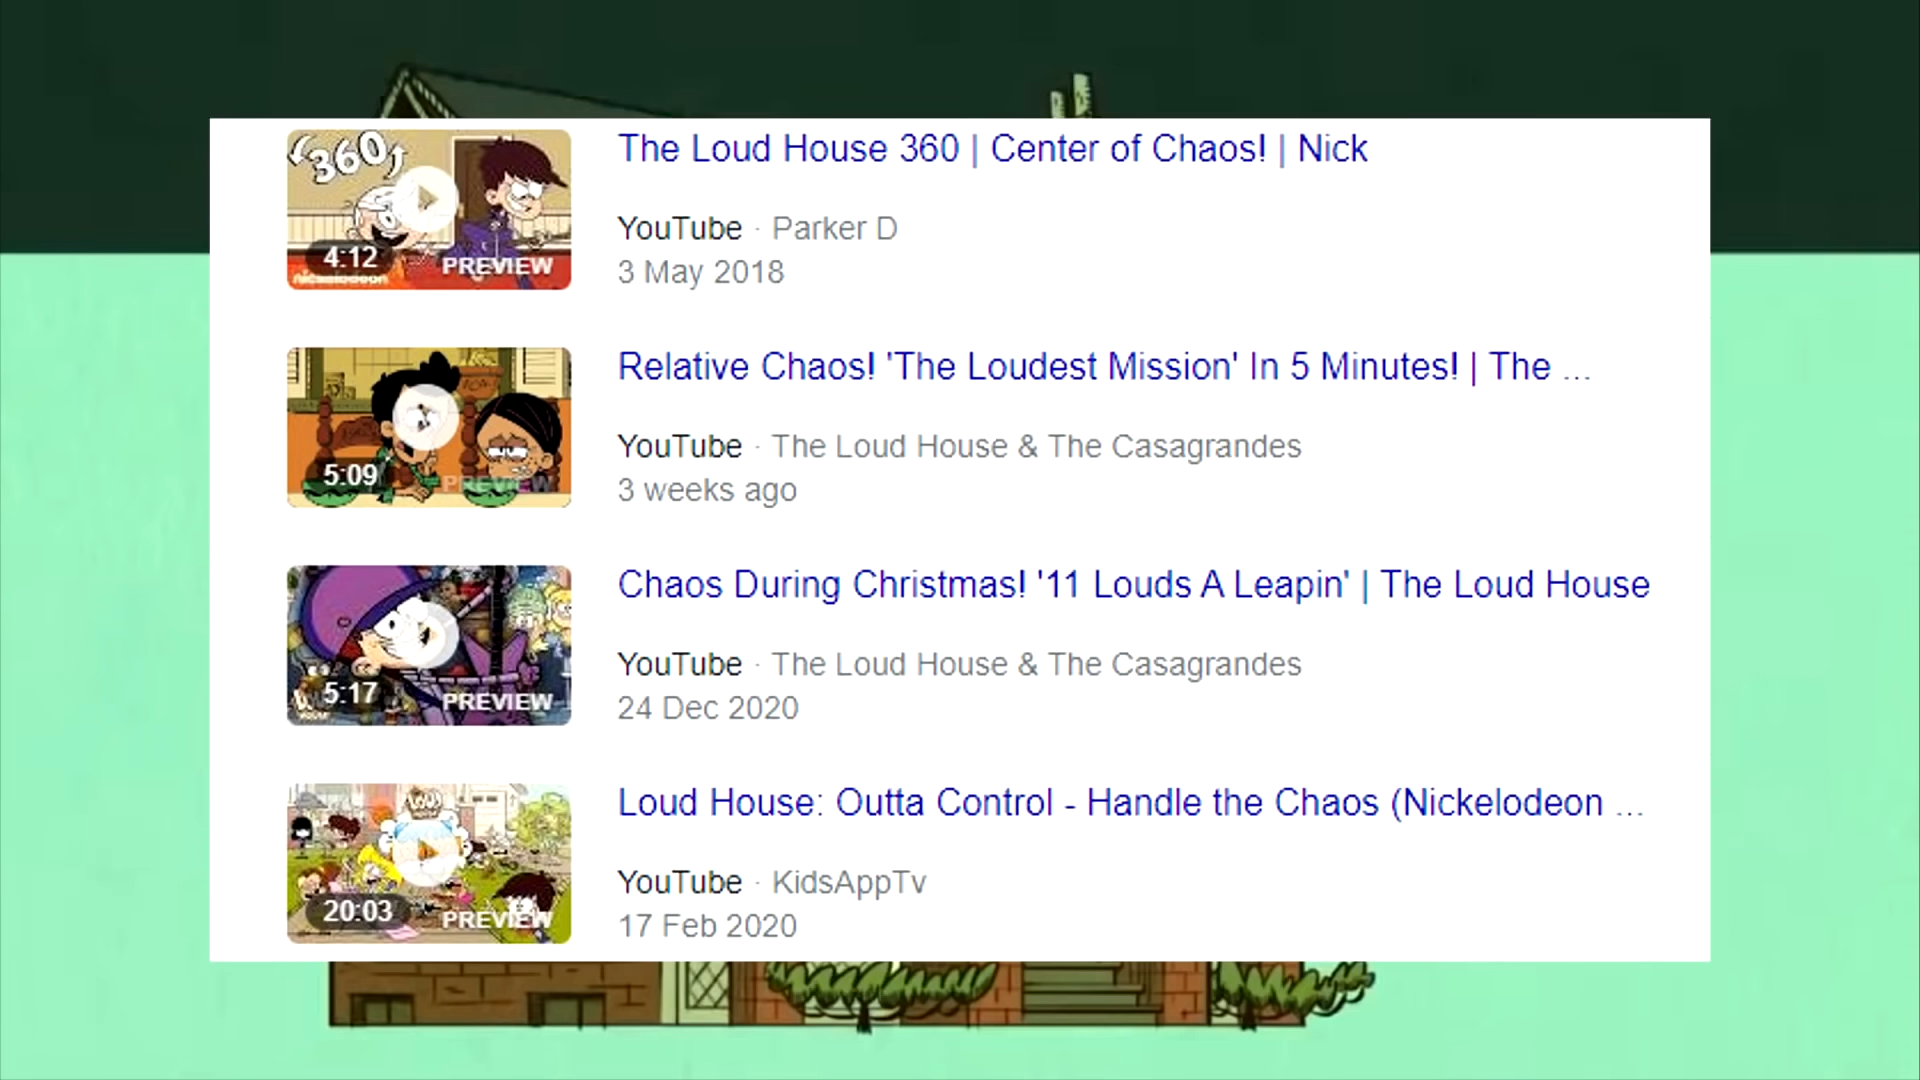 360
The Loud House 360 | Center of Chaos! | Nick
YouTube · Parker D
4:12
PREVIEW
3 May 2018
nickelodeon
Relative Chaos! 'The Loudest Mission' In 5 Minutes! | The ...
YouTube · The Loud House & The Casagrandes
5:09
PREVIEW
3 weeks ago
Chaos During Christmas! '11 Louds A Leapin' | The Loud House
YouTube · The Loud House & The Casagrandes
5:17
PREVIEW
24 Dec 2020
Loud House: Outta Control - Handle the Chaos (Nickelodeon ...
YouTube · KidsAppTv
20:03
PREVIEW
17 Feb 2020